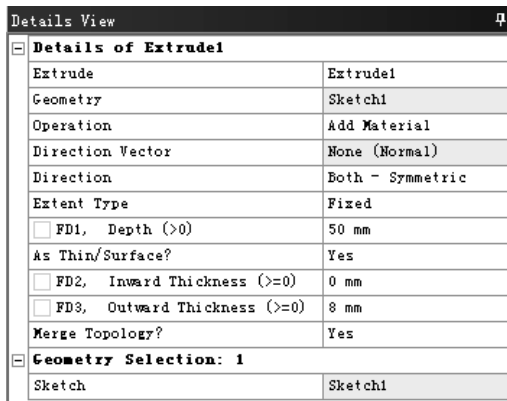 Details View
Details of Extrude1
Extrude Extrude1
Geometry Sketch1
Operation Add Material
Direction Vector None (Normal)
Direction Both - Symmetric
Extent Type Fixed
FD1, Depth (>0) 50 mm
As Thin/Surface? Yes
FD2, Inward Thickness (>=0) 0 mm
FD3, Outward Thickness (>=0) 8 mm
Merge Topology? Yes
Geometry Selection: 1
Sketch Sketch1